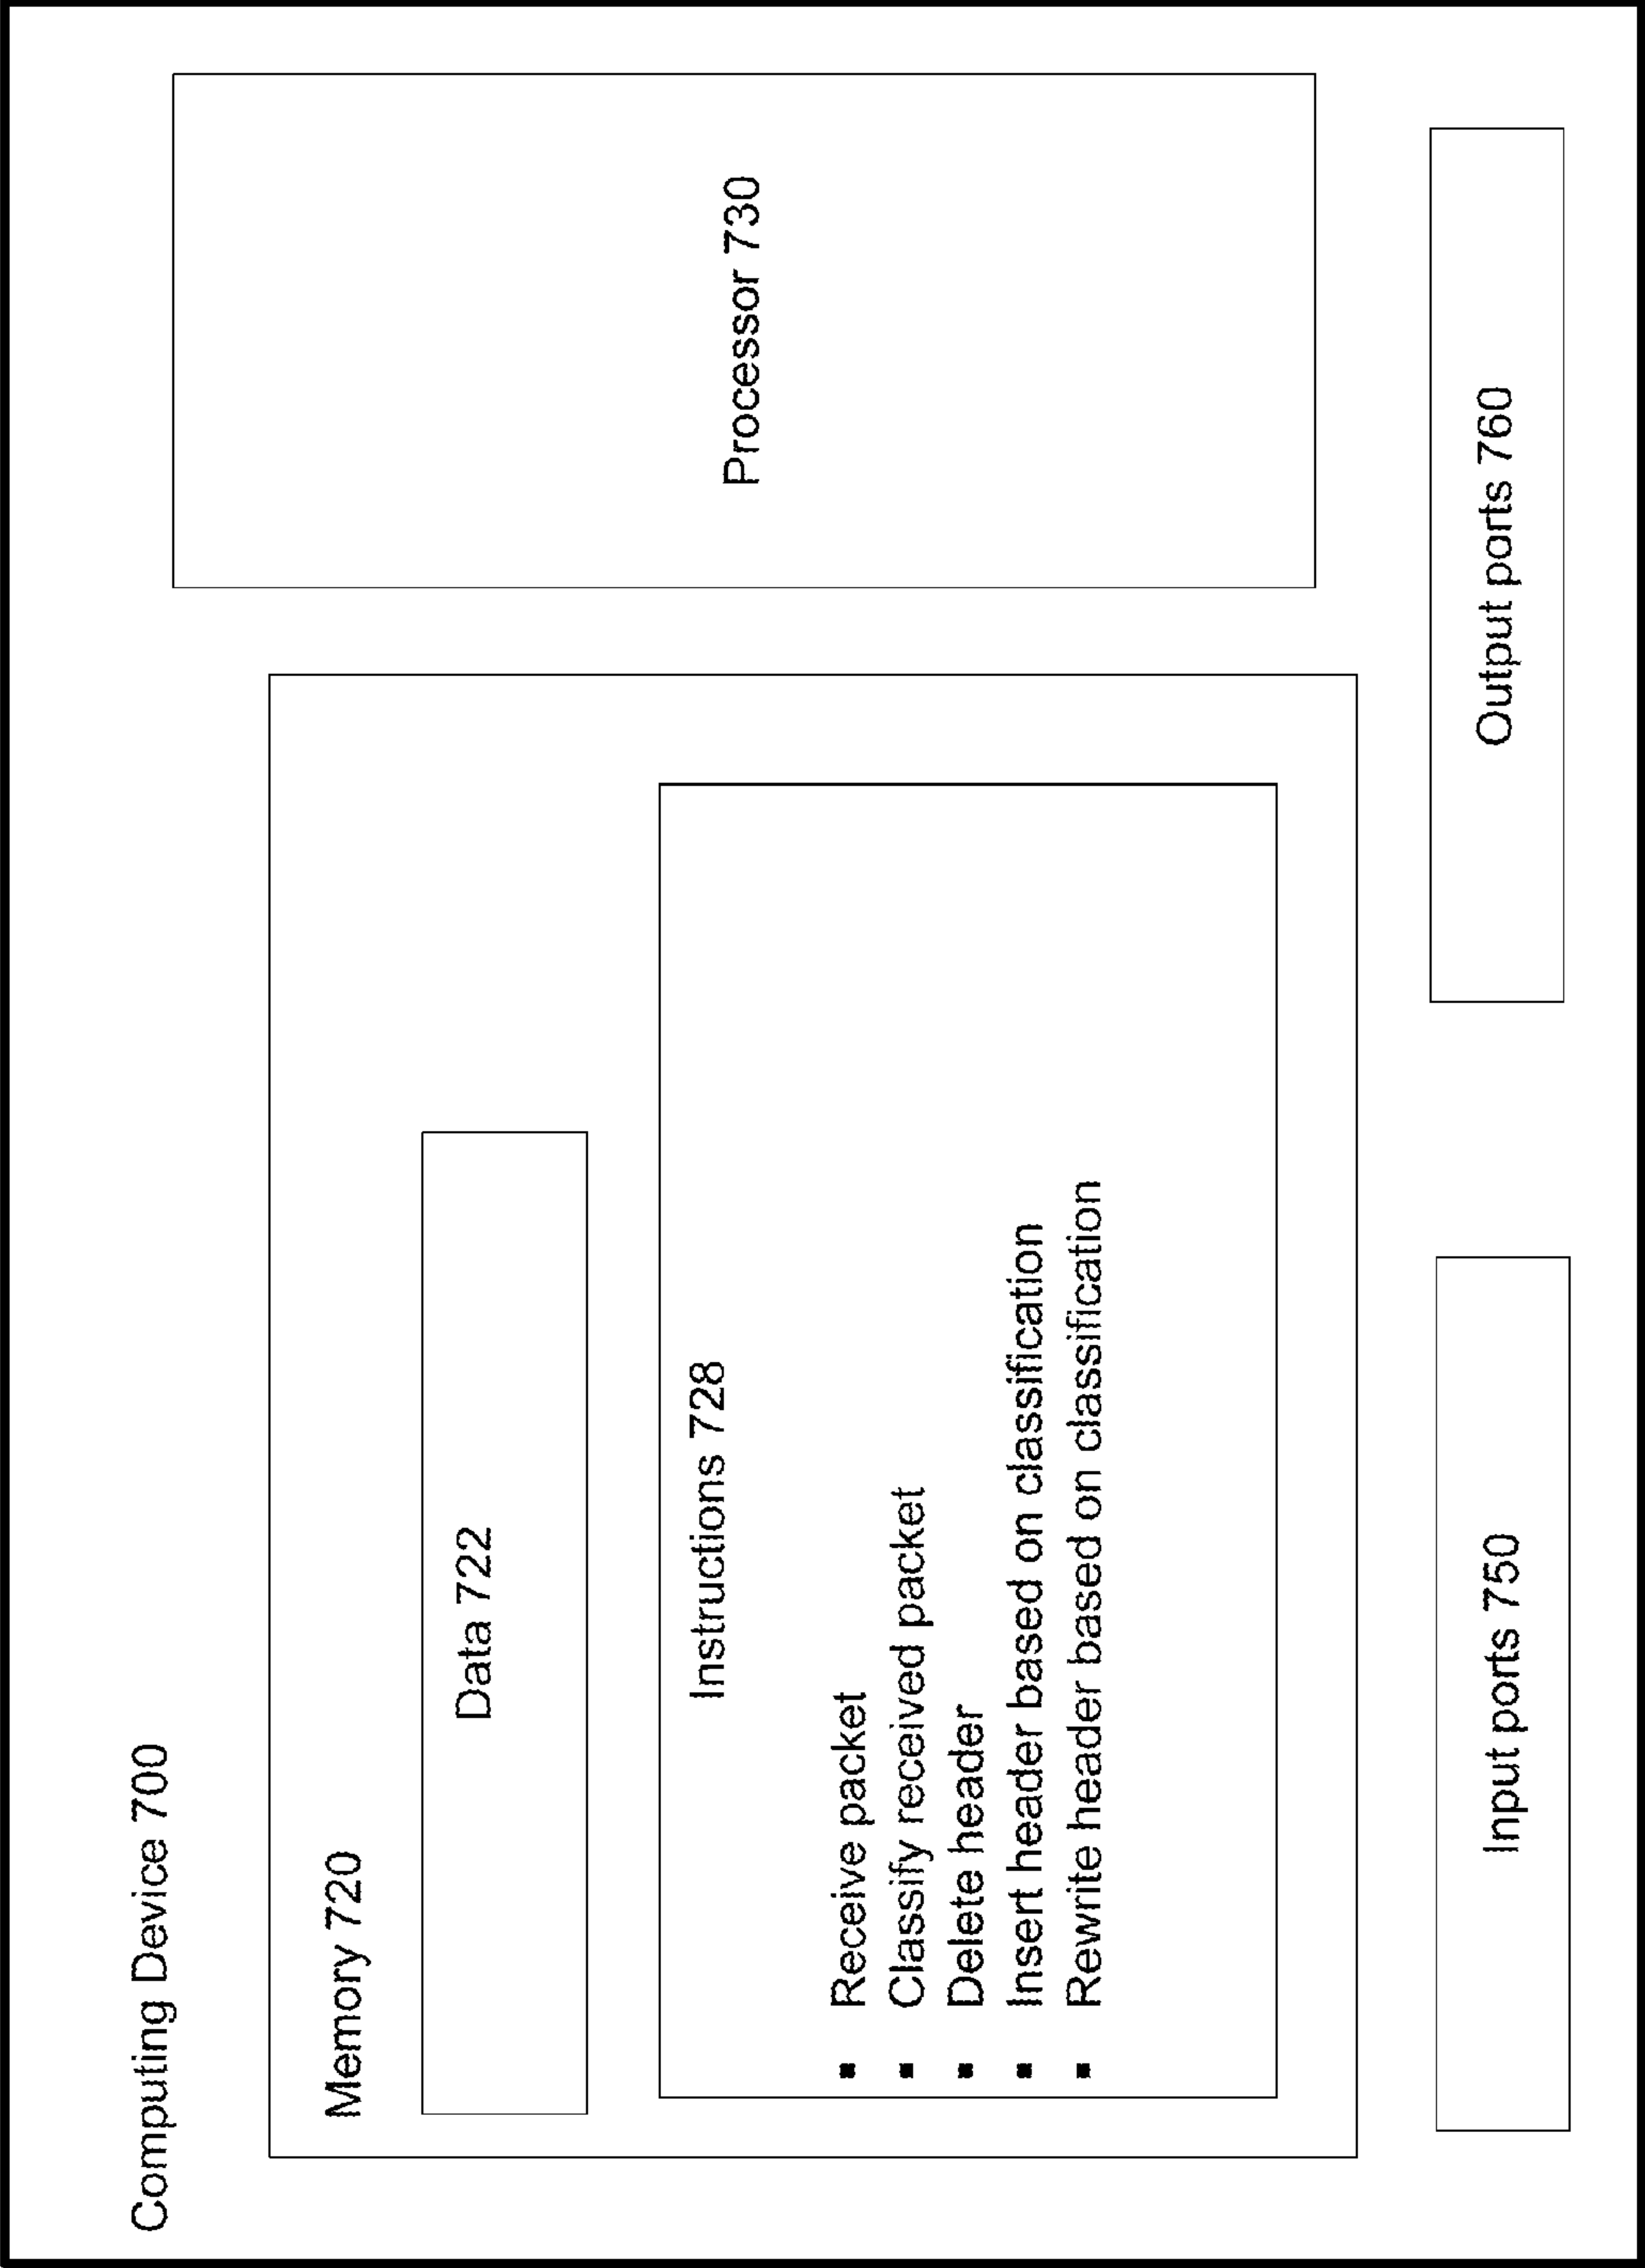 Computing Device 700
Memory 720
Data 722
Instructions 728
▪ Receive packet
▪ Classify received packet
▪ Delete header
▪ Insert header based on classification
▪ Rewrite header based on classification
Processor 730
Input ports 750
Output ports 760